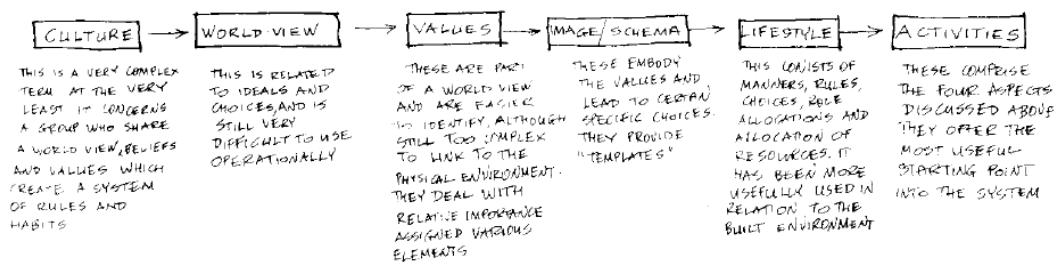 CULTURE
WORLD VIEW
VALUES
IMAGE/SCHEMA
LIFESTYLE
ACTIVITIES
THIS IS A VERY COMPLEX
TERM AT THE VERY
LEAST IT CONCERNS
A GROUP WHO SHARE
A WORLD VIEW, BELIEFS
AND VALUES WHICH
CREATE A SYSTEM
OF RULES AND
HABITS
THIS IS RELATED
TO IDEALS AND
CHOICES, AND IS
STILL VERY
DIFFICULT TO USE
OPERATIONALLY
THESE ARE PART
OF A WORLD VIEW
AND ARE EASIER
TO IDENTIFY, ALTHOUGH
STILL TOO COMPLEX
TO LINK TO THE
PHYSICAL ENVIRONMENT.
THEY DEAL WITH
RELATIVE IMPORTANCE
ASSIGNED VARIOUS
ELEMENTS
THESE EMBODY
THE VALUES AND
LEAD TO CERTAIN
SPECIFIC CHOICES.
THEY PROVIDE
"TEMPLATES"
THIS CONSISTS OF
MANNERS, RULES,
CHOICES, ROLE
ALLOCATIONS AND
ALLOCATION OF
RESOURCES. IT
HAS BEEN MORE
USEFULLY USED IN
RELATION TO THE
BUILT ENVIRONMENT
THESE COMPRISE
THE FOUR ASPECTS
DISCUSSED ABOVE
THEY OFFER THE
MOST USEFUL
STARTING POINT
INTO THE SYSTEM